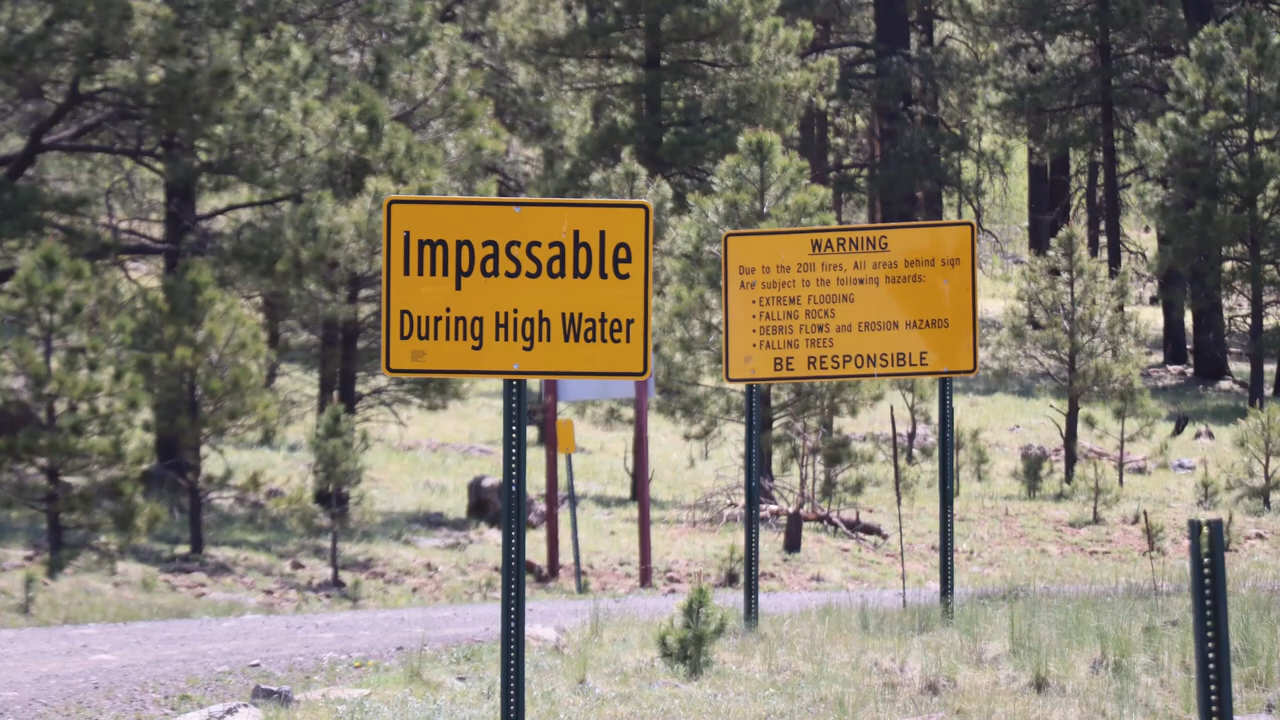 Impassable
During High Water
WARNING
Due to the 2011 fires, All areas behind sign
Are subject to the following hazards:
• EXTREME FLOODING
• FALLING ROCKS
• DEBRIS FLOWS and EROSION HAZARDS
• FALLING TREES
BE RESPONSIBLE